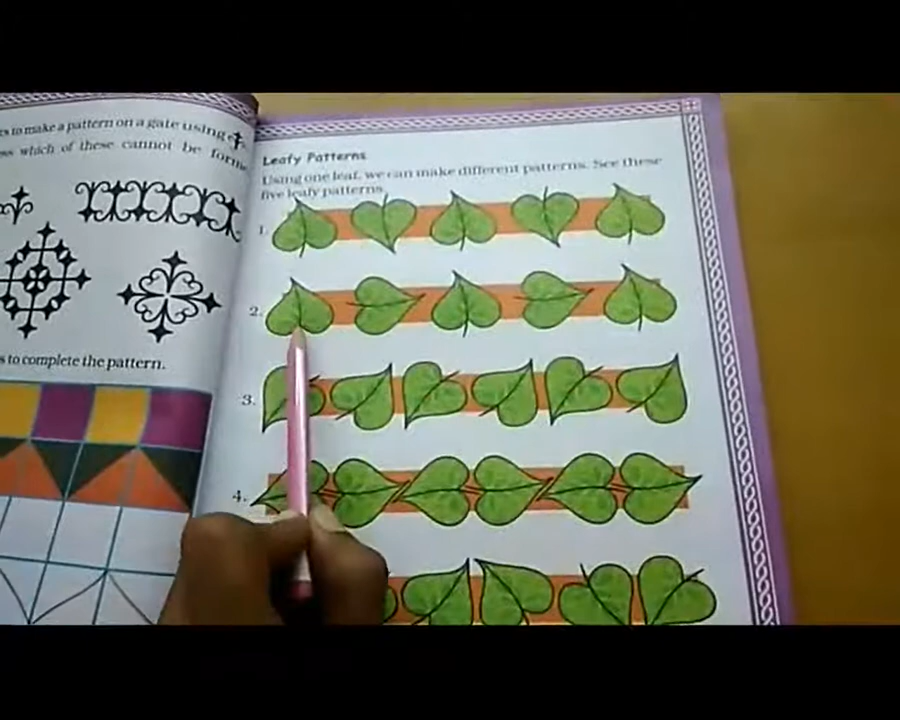 to make a pattern on a gate using
which of these cannot be
to complete the pattern.
Leafy Patterns
Using one leaf, we can make different patterns. See these
five leafy patterns.
1.
2.
3.
4.